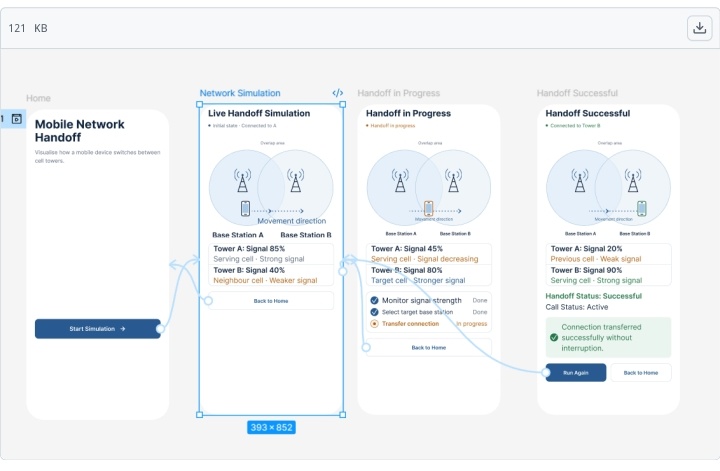 121 KB
Home
1
Mobile Network
Handoff
Visualise how a mobile device switches between
cell towers.
Start Simulation →
Network Simulation
</>
Live Handoff Simulation
• Initial state · Connected to A
Overlap area
Movement direction
Base Station A Base Station B
Tower A: Signal 85%
Serving cell · Strong signal
Tower B: Signal 40%
Neighbour cell · Weaker signal
Back to Home
393 × 852
Handoff in Progress
Handoff in Progress
• Handoff in progress
Overlap area
Movement direction
Base Station A Base Station B
Tower A: Signal 45%
Serving cell · Signal decreasing
Tower B: Signal 80%
Target cell · Stronger signal
Monitor signal strength Done
Select target base station Done
Transfer connection In progress
Back to Home
Handoff Successful
Handoff Successful
• Connected to Tower B
Overlap area
Movement direction
Base Station A Base Station B
Tower A: Signal 20%
Previous cell · Weak signal
Tower B: Signal 90%
Serving cell · Strong signal
Handoff Status: Successful
Call Status: Active
Connection transferred
successfully without
interruption.
Run Again Back to Home